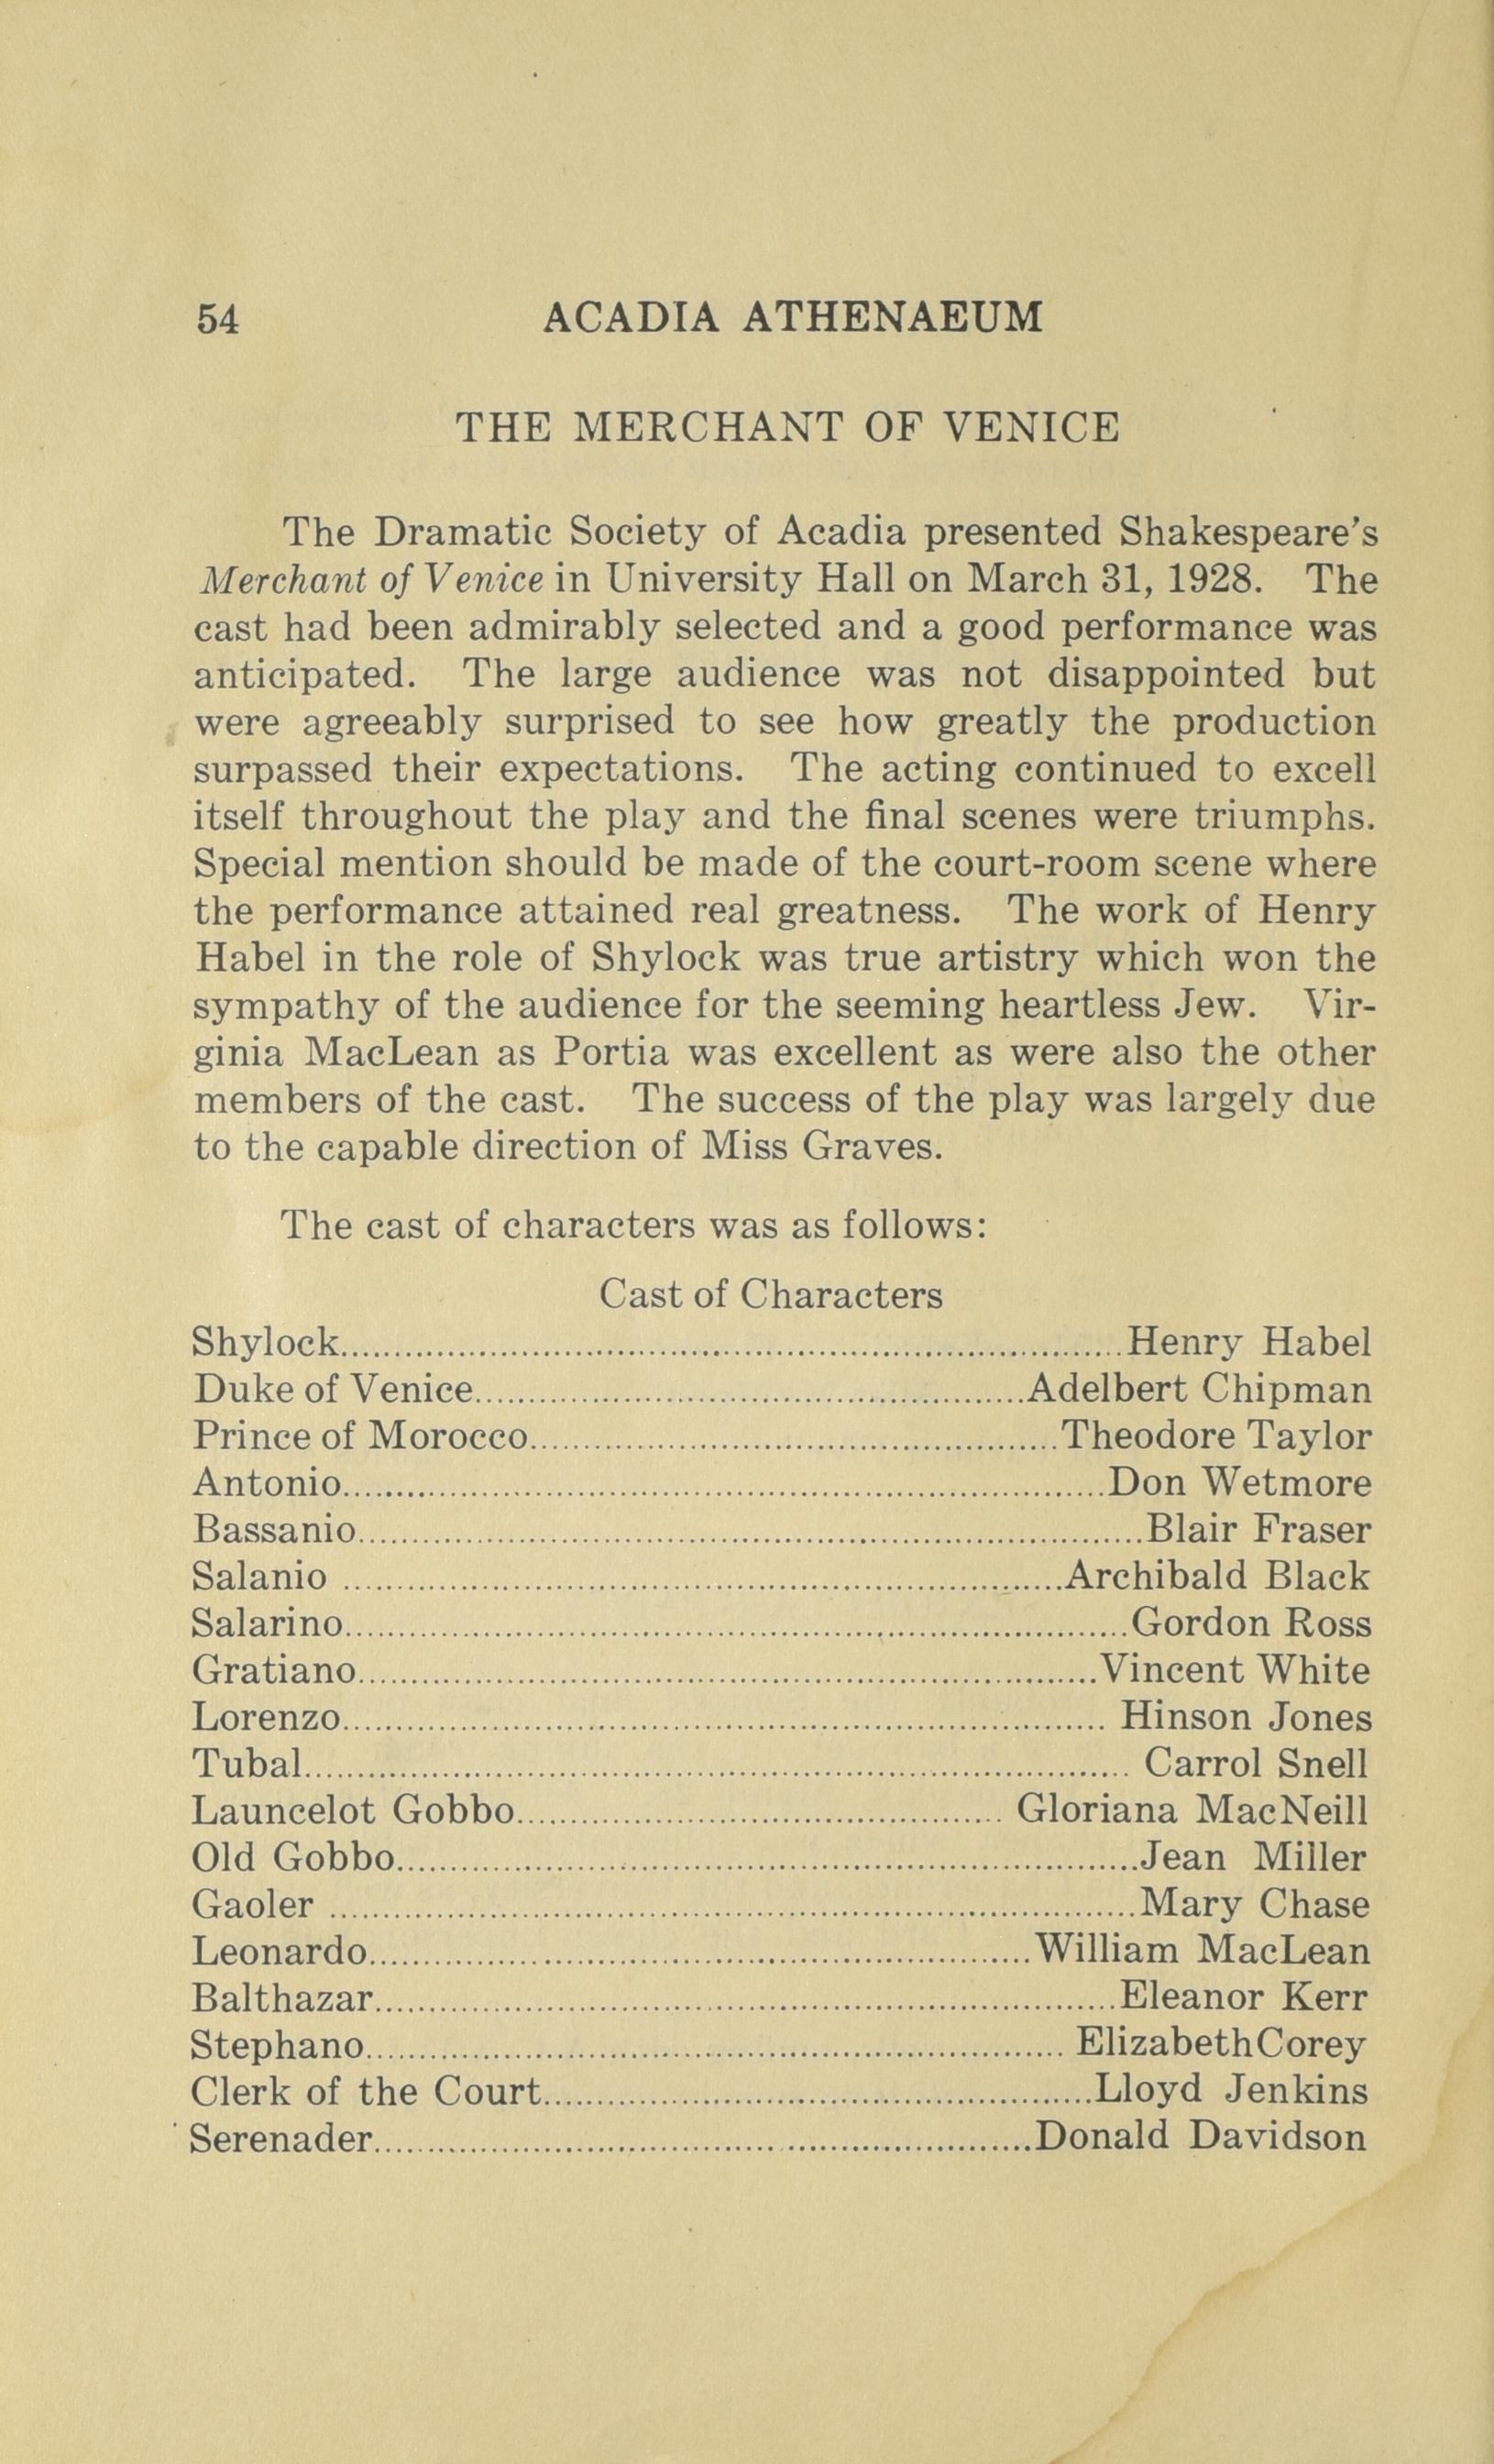 54 ACADIA ATHENAEUM
THE MERCHANT OF VENICE
The Dramatic Society of Acadia presented Shakespeare's
Merchant of Venice in University Hall on March 31, 1928. The
cast had been admirably selected and a good performance was
anticipated. The large audience was not disappointed but
were agreeably surprised to see how greatly the production
surpassed their expectations. The acting continued to excell
itself throughout the play and the final scenes were triumphs.
Special mention should be made of the court-room scene where
the performance attained real greatness. The work of Henry
Habel in the role of Shylock was true artistry which won the
sympathy of the audience for the seeming heartless Jew. Vir-
ginia MacLean as Portia was excellent as were also the other
members of the cast. The success of the play was largely due
to the capable direction of Miss Graves.
The cast of characters was as follows:
Cast of Characters
Shylock..........Henry Habel
Duke of Venice..........Adelbert Chipman
Prince of Morocco..........Theodore Taylor
Antonio..........Don Wetmore
Bassanio..........Blair Fraser
Salanio ..........Archibald Black
Salarino..........Gordon Ross
Gratiano..........Vincent White
Lorenzo.......... Hinson Jones
Tubal.......... Carrol Snell
Launcelot Gobbo.......... Gloriana MacNeill
Old Gobbo..........Jean Miller
Gaoler ..........Mary Chase
Leonardo..........William MacLean
Balthazar..........Eleanor Kerr
Stephano.......... ElizabethCorey
Clerk of the Court..........Lloyd Jenkins
Serenader..........Donald Davidson